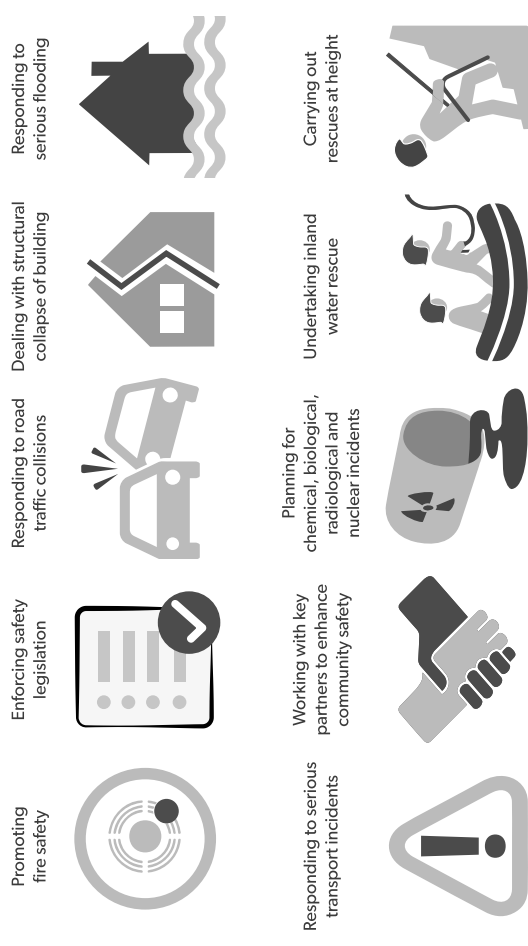 Promoting
fire safety
Enforcing safety
legislation
Responding to road
traffic collisions
Dealing with structural
collapse of building
Responding to
serious flooding
Responding to serious
transport incidents
Working with key
partners to enhance
community safety
Planning for
chemical, biological,
radiological and
nuclear incidents
Undertaking inland
water rescue
Carrying out
rescues at height